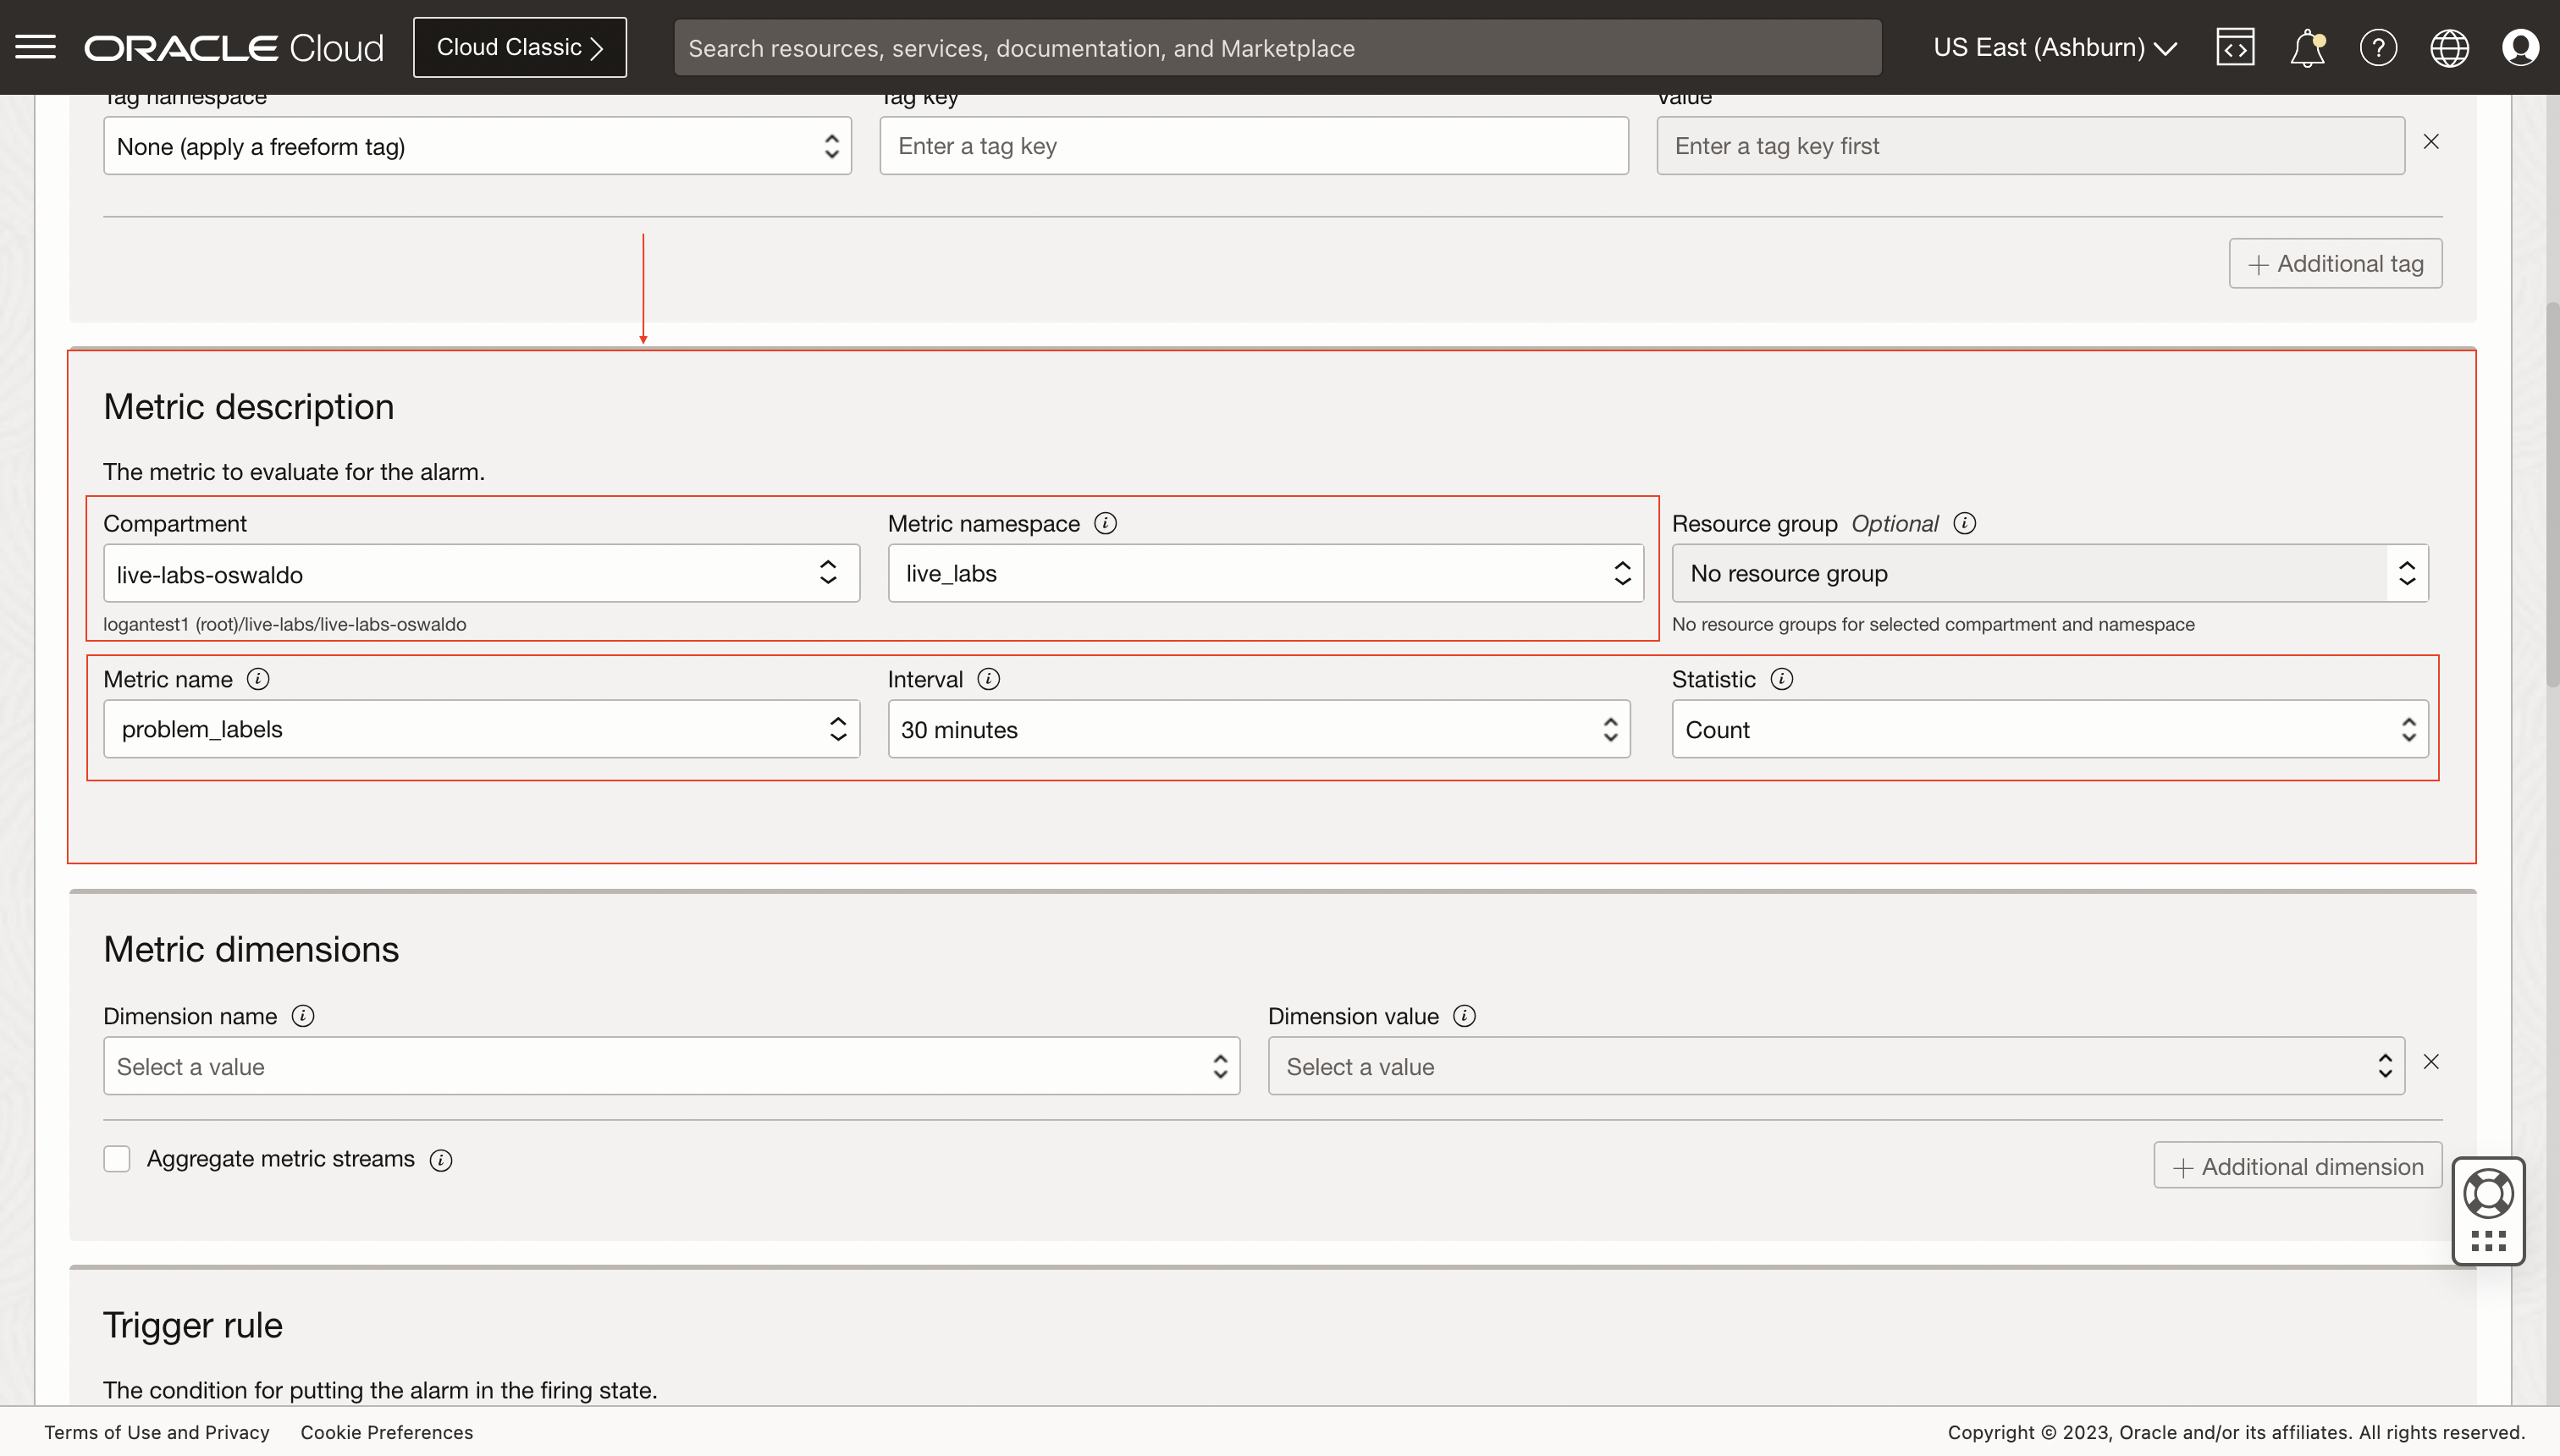 ORACLE Cloud
Cloud Classic
Search resources, services, documentation, and Marketplace
US East (Ashburn)
Tag namespace
Tag key
Value
None (apply a freeform tag)
Enter a tag key
Enter a tag key first
Additional tag
Metric description
The metric to evaluate for the alarm.
Compartment
Metric namespace
Resource group Optional
live-labs-oswaldo
live_labs
No resource group
logantest1 (root)/live-labs/live-labs-oswaldo
No resource groups for selected compartment and namespace
Metric name
Interval
Statistic
problem_labels
30 minutes
Count
Metric dimensions
Dimension name
Dimension value
Select a value
Select a value
Aggregate metric streams
Additional dimension
Trigger rule
The condition for putting the alarm in the firing state.
Terms of Use and Privacy
Cookie Preferences
Copyright © 2023, Oracle and/or its affiliates. All rights reserved.